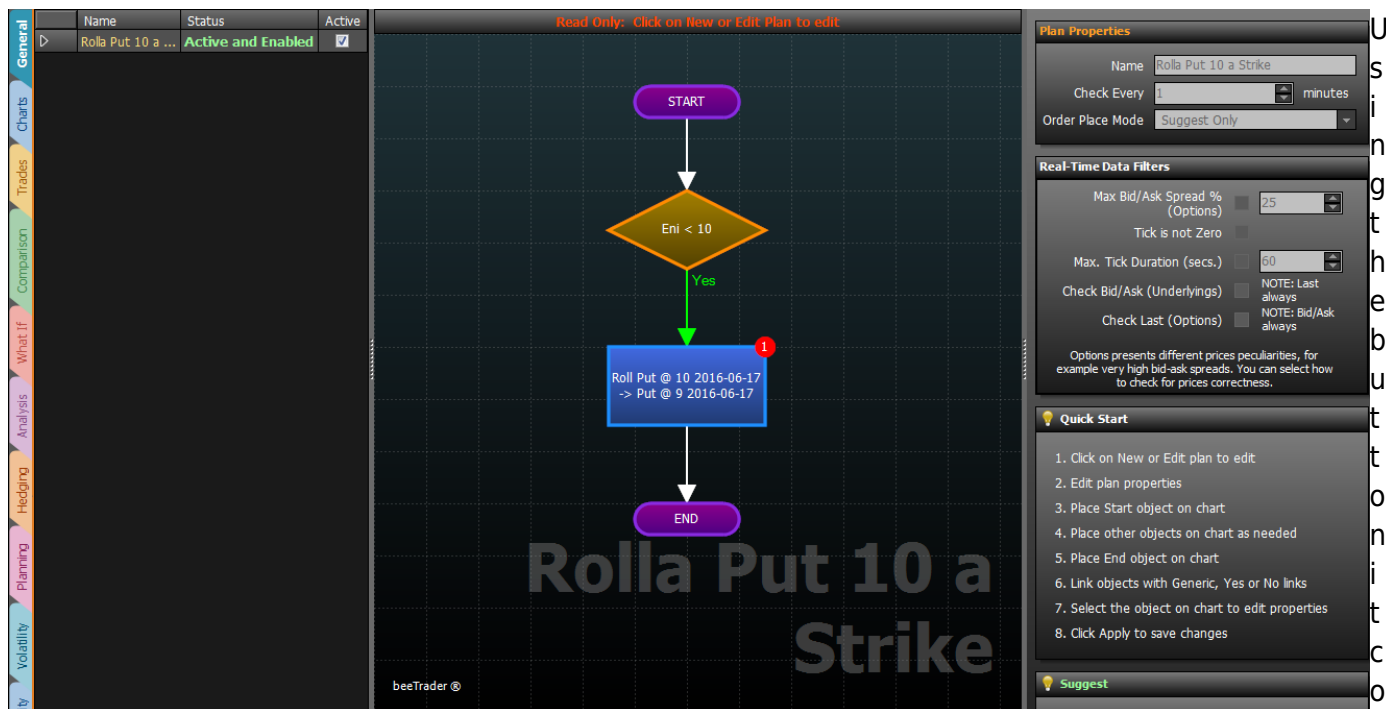 Name Status Active
Rolla Put 10 a ... Active and Enabled
General
Charts
Trades
Comparison
What If
Analysis
Hedging
Planning
Volatility
ty
Read Only: Click on New or Edit Plan to edit
START
Eni < 10
Yes
1
Roll Put @ 10 2016-06-17
-> Put @ 9 2016-06-17
END
Rolla Put 10 a
Strike
beeTrader ®
Plan Properties
Name Rolla Put 10 a Strike
Check Every 1 minutes
Order Place Mode Suggest Only
Real-Time Data Filters
Max Bid/Ask Spread %
(Options) 25
Tick is not Zero
Max. Tick Duration (secs.) 60
Check Bid/Ask (Underlyings) NOTE: Last
always
Check Last (Options) NOTE: Bid/Ask
always
Options presents different prices peculiarities, for
example very high bid-ask spreads. You can select how
to check for prices correctness.
Quick Start
1. Click on New or Edit plan to edit
2. Edit plan properties
3. Place Start object on chart
4. Place other objects on chart as needed
5. Place End object on chart
6. Link objects with Generic, Yes or No links
7. Select the object on chart to edit properties
8. Click Apply to save changes
Suggest
U
s
i
n
g
t
h
e
b
u
t
t
o
n
i
t
c
o